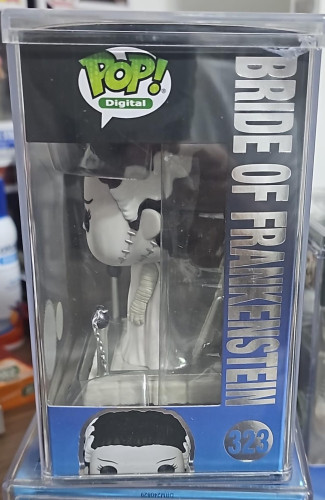 POP!
Digital
BRIDE OF FRANKENSTEIN
323